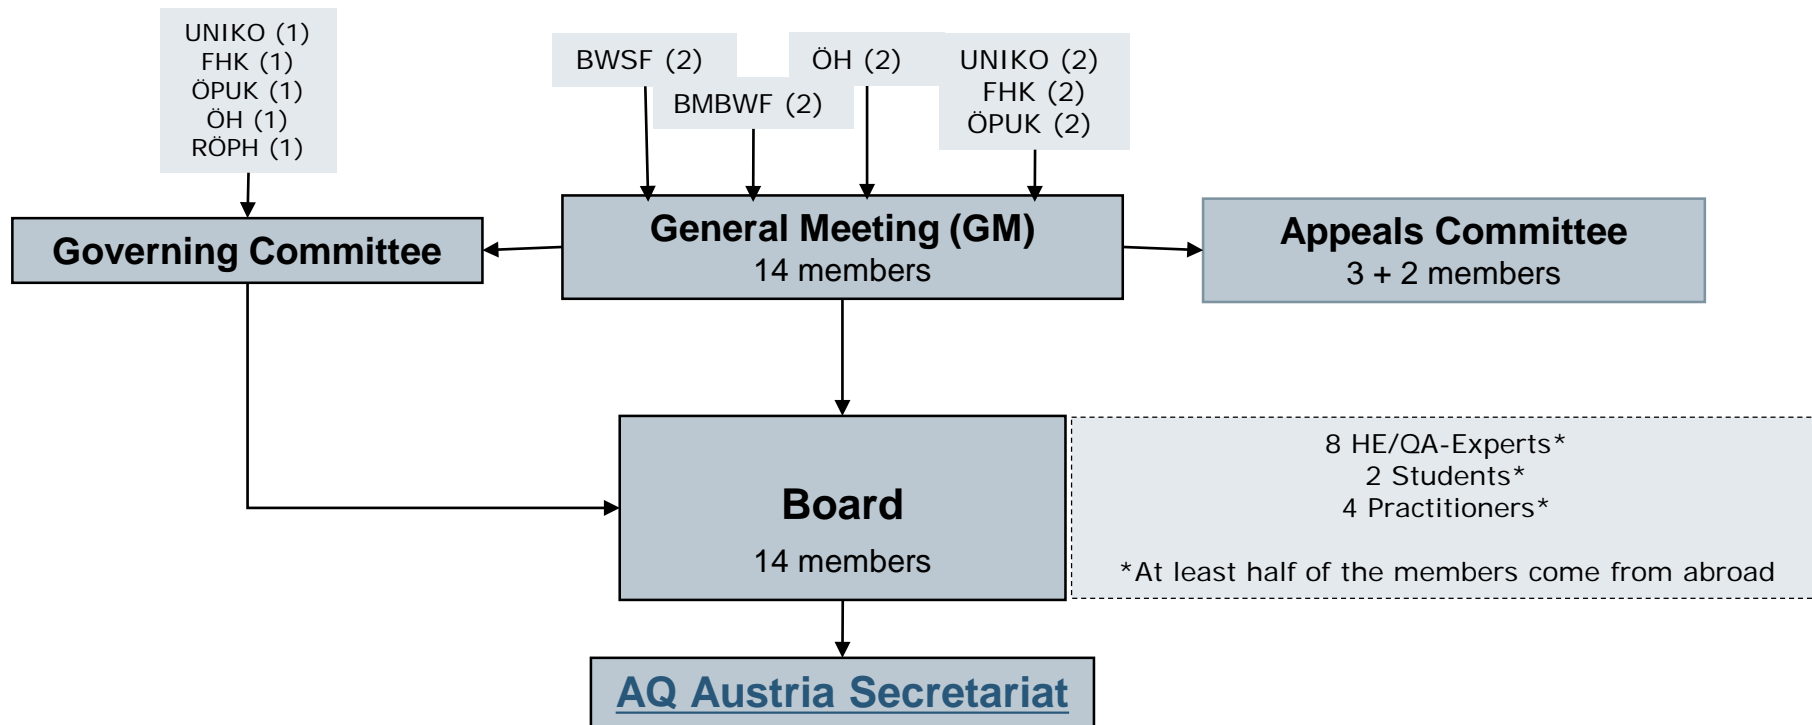 UNIKO (1)
FHK (1)
ÖPUK (1)
ÖH (1)
RÖPH (1)
BWSF (2)
BMBWF (2)
ÖH (2)
UNIKO (2)
FHK (2)
ÖPUK (2)
Governing Committee
General Meeting (GM)
14 members
Appeals Committee
3 + 2 members
Board
14 members
8 HE/QA-Experts*
2 Students*
4 Practitioners*
*At least half of the members come from abroad
AQ Austria Secretariat